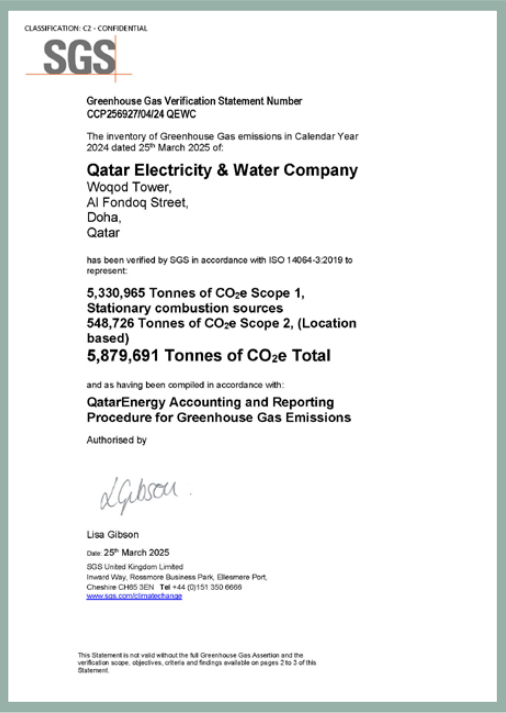 CLASSIFICATION: C2 - CONFIDENTIAL
SGS
Greenhouse Gas Verification Statement Number
CCP256927/04/24 QEWC
The inventory of Greenhouse Gas emissions in Calendar Year
2024 dated 25th March 2025 of:
Qatar Electricity & Water Company
Woqod Tower,
Al Fondoq Street,
Doha,
Qatar
has been verified by SGS in accordance with ISO 14064-3:2019 to
represent:
5,330,965 Tonnes of CO₂e Scope 1,
Stationary combustion sources
548,726 Tonnes of CO₂e Scope 2, (Location
based)
5,879,691 Tonnes of CO₂e Total
and as having been compiled in accordance with:
QatarEnergy Accounting and Reporting
Procedure for Greenhouse Gas Emissions
Authorised by
LGibson
Lisa Gibson
Date: 25th March 2025
SGS United Kingdom Limited
Inward Way, Rossmore Business Park, Ellesmere Port,
Cheshire CH65 3EN Tel +44 (0)151 350 6666
www.sgs.com/climatechange
This Statement is not valid without the full Greenhouse Gas Assertion and the
verification scope, objectives, criteria and findings available on pages 2 to 3 of this
Statement.